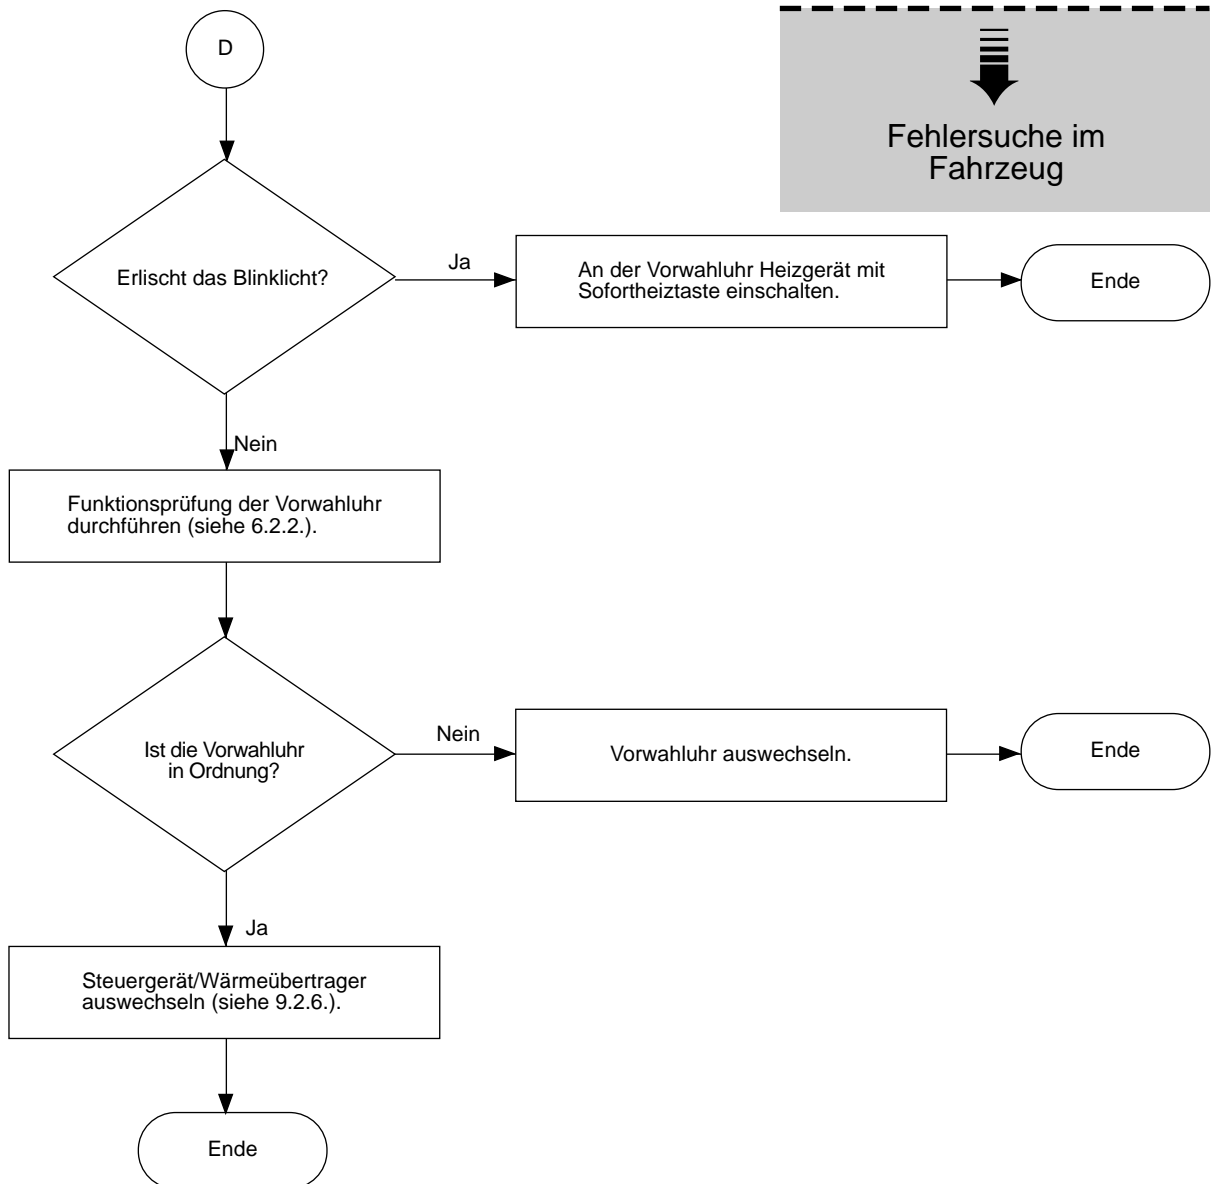 D
Fehlersuche im
Fahrzeug
Erlischt das Blinklicht?
Ja
An der Vorwahluhr Heizgerät mit
Sofortheiztaste einschalten.
Ende
Nein
Funktionsprüfung der Vorwahluhr
durchführen (siehe 6.2.2.).
Ist die Vorwahluhr
in Ordnung?
Nein
Vorwahluhr auswechseln.
Ende
Ja
Steuergerät/Wärmeübertrager
auswechseln (siehe 9.2.6.).
Ende